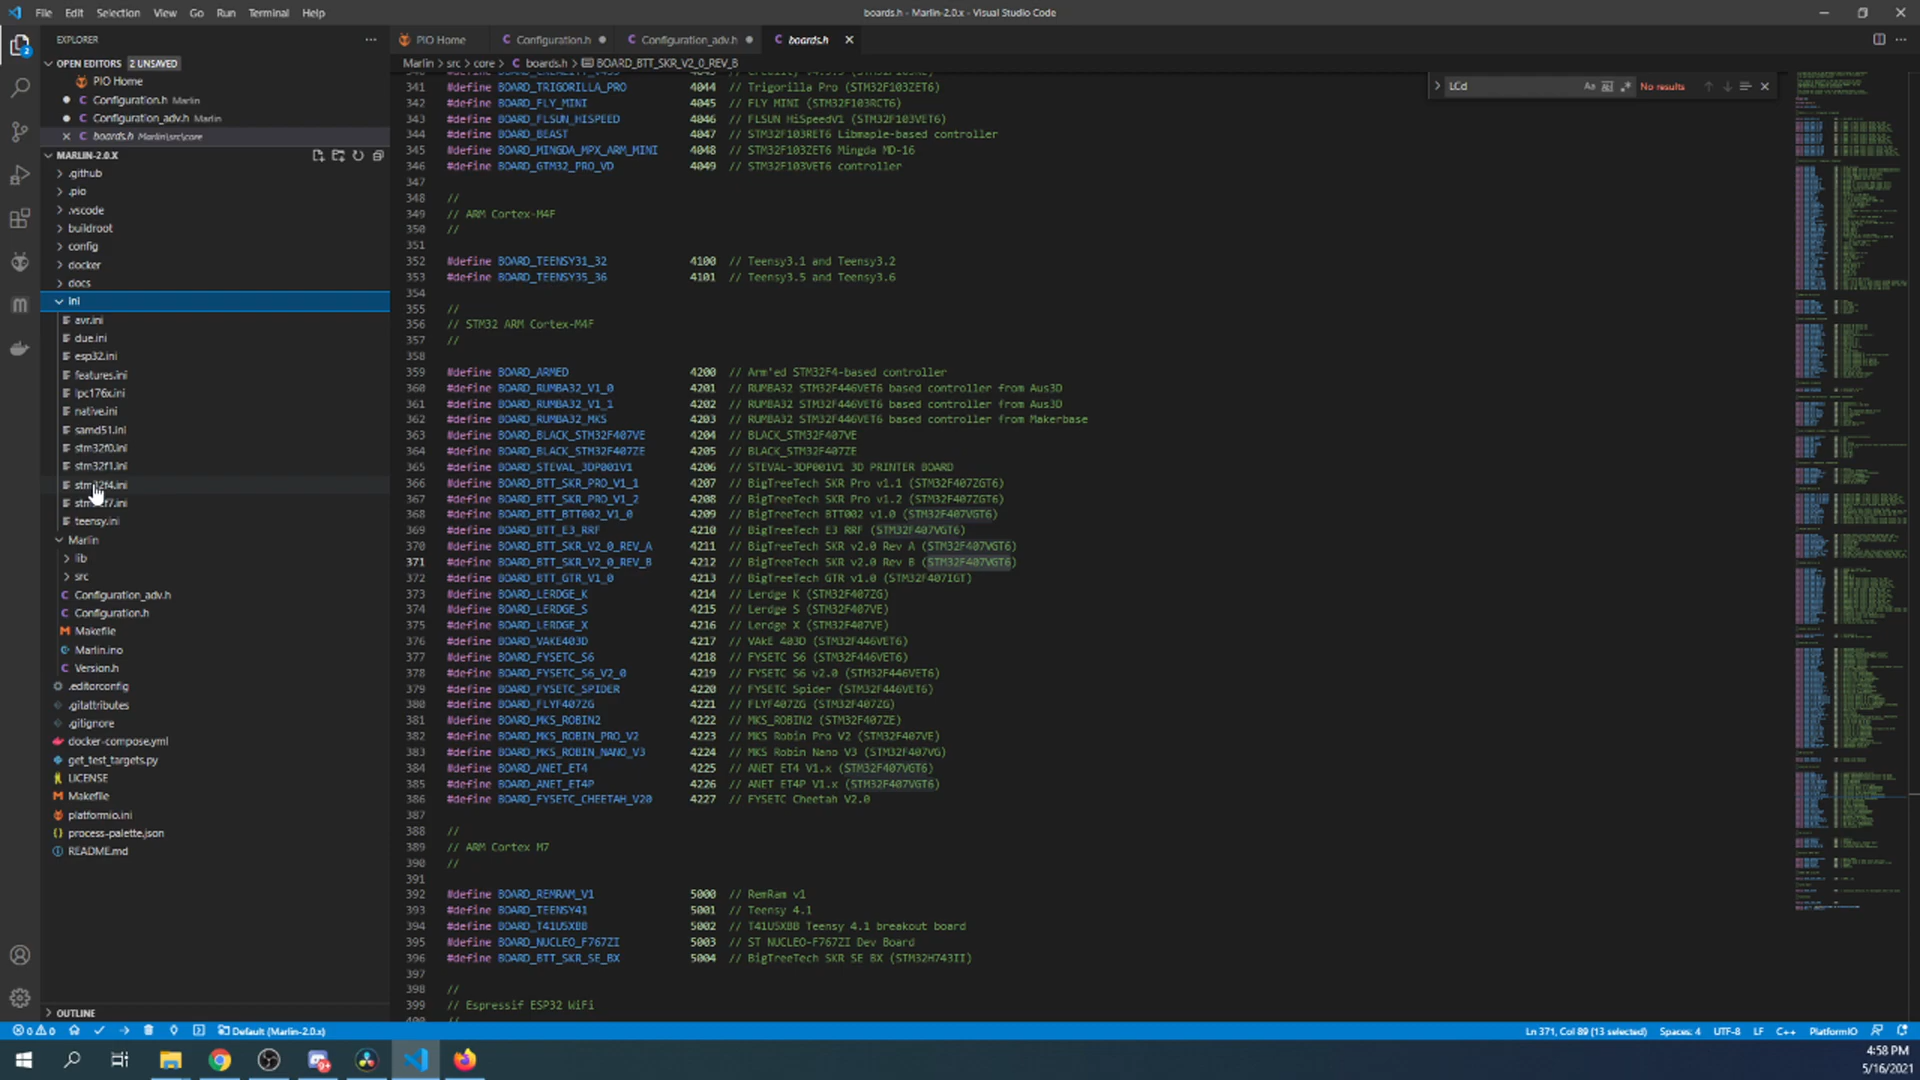 File Edit Selection View Go Run Terminal Help
boards.h - Marlin-2.0.x - Visual Studio Code
EXPLORER
OPEN EDITORS 2 UNSAVED
PIO Home
Configuration.h Marlin
Configuration_adv.h Marlin
boards.h Marlin\src\core
MARLIN-2.0.X
.github
.pio
.vscode
buildroot
config
docker
docs
ini
avr.ini
due.ini
esp32.ini
features.ini
lpc176x.ini
native.ini
samd51.ini
stm32f0.ini
stm32f1.ini
stm32f4.ini
stm32f7.ini
teensy.ini
Marlin
lib
src
Configuration_adv.h
Configuration.h
Makefile
Marlin.ino
Version.h
.editorconfig
.gitattributes
.gitignore
docker-compose.yml
get_test_targets.py
LICENSE
Makefile
platformio.ini
process-palette.json
README.md
OUTLINE
PIO Home Configuration.h Configuration_adv.h boards.h
Marlin > src > core > boards.h > BOARD_BTT_SKR_V2_0_REV_B
LCd No results
341 #define BOARD_TRIGORILLA_PRO 4044 // Trigorilla Pro (STM32F103ZET6)
342 #define BOARD_FLY_MINI 4045 // FLY MINI (STM32F103RCT6)
343 #define BOARD_FLSUN_HISPEED 4046 // FLSUN HiSpeedV1 (STM32F103VET6)
344 #define BOARD_BEAST 4047 // STM32F103RET6 Libmaple-based controller
345 #define BOARD_MINGDA_MPX_ARM_MINI 4048 // STM32F103ZET6 Mingda MD-16
346 #define BOARD_GTM32_PRO_VD 4049 // STM32F103VET6 controller
347
348 //
349 // ARM Cortex-M4F
350 //
351
352 #define BOARD_TEENSY31_32 4100 // Teensy3.1 and Teensy3.2
353 #define BOARD_TEENSY35_36 4101 // Teensy3.5 and Teensy3.6
354
355 //
356 // STM32 ARM Cortex-M4F
357 //
358
359 #define BOARD_ARMED 4200 // Arm'ed STM32F4-based controller
360 #define BOARD_RUMBA32_V1_0 4201 // RUMBA32 STM32F446VET6 based controller from Aus3D
361 #define BOARD_RUMBA32_V1_1 4202 // RUMBA32 STM32F446VET6 based controller from Aus3D
362 #define BOARD_RUMBA32_MKS 4203 // RUMBA32 STM32F446VET6 based controller from Makerbase
363 #define BOARD_BLACK_STM32F407VE 4204 // BLACK_STM32F407VE
364 #define BOARD_BLACK_STM32F407ZE 4205 // BLACK_STM32F407ZE
365 #define BOARD_STEVAL_3DP001V1 4206 // STEVAL-3DP001V1 3D PRINTER BOARD
366 #define BOARD_BTT_SKR_PRO_V1_1 4207 // BigTreeTech SKR Pro v1.1 (STM32F407ZGT6)
367 #define BOARD_BTT_SKR_PRO_V1_2 4208 // BigTreeTech SKR Pro v1.2 (STM32F407ZGT6)
368 #define BOARD_BTT_BTT002_V1_0 4209 // BigTreeTech BTT002 v1.0 (STM32F407VGT6)
369 #define BOARD_BTT_E3_RRF 4210 // BigTreeTech E3 RRF (STM32F407VGT6)
370 #define BOARD_BTT_SKR_V2_0_REV_A 4211 // BigTreeTech SKR v2.0 Rev A (STM32F407VGT6)
371 #define BOARD_BTT_SKR_V2_0_REV_B 4212 // BigTreeTech SKR v2.0 Rev B (STM32F407VGT6)
372 #define BOARD_BTT_GTR_V1_0 4213 // BigTreeTech GTR v1.0 (STM32F407IGT)
373 #define BOARD_LERDGE_K 4214 // Lerdge K (STM32F407ZG)
374 #define BOARD_LERDGE_S 4215 // Lerdge S (STM32F407VE)
375 #define BOARD_LERDGE_X 4216 // Lerdge X (STM32F407VE)
376 #define BOARD_VAKE403D 4217 // VAkE 403D (STM32F446VET6)
377 #define BOARD_FYSETC_S6 4218 // FYSETC S6 (STM32F446VET6)
378 #define BOARD_FYSETC_S6_V2_0 4219 // FYSETC S6 v2.0 (STM32F446VET6)
379 #define BOARD_FYSETC_SPIDER 4220 // FYSETC Spider (STM32F446VET6)
380 #define BOARD_FLYF407ZG 4221 // FLYF407ZG (STM32F407ZG)
381 #define BOARD_MKS_ROBIN2 4222 // MKS_ROBIN2 (STM32F407ZE)
382 #define BOARD_MKS_ROBIN_PRO_V2 4223 // MKS Robin Pro V2 (STM32F407VE)
383 #define BOARD_MKS_ROBIN_NANO_V3 4224 // MKS Robin Nano V3 (STM32F407VG)
384 #define BOARD_ANET_ET4 4225 // ANET ET4 V1.x (STM32F407VGT6)
385 #define BOARD_ANET_ET4P 4226 // ANET ET4P V1.x (STM32F407VGT6)
386 #define BOARD_FYSETC_CHEETAH_V20 4227 // FYSETC Cheetah V2.0
387
388 //
389 // ARM Cortex M7
390 //
391
392 #define BOARD_REMRAM_V1 5000 // RemRam v1
393 #define BOARD_TEENSY41 5001 // Teensy 4.1
394 #define BOARD_T41U5XBB 5002 // T41U5XBB Teensy 4.1 breakout board
395 #define BOARD_NUCLEO_F767ZI 5003 // ST NUCLEO-F767ZI Dev Board
396 #define BOARD_BTT_SKR_SE_BX 5004 // BigTreeTech SKR SE BX (STM32H743II)
397
398 //
399 // Espressif ESP32 WiFi
0 0 Default (Marlin-2.0.x)
Ln 371, Col 89 (13 selected) Spaces: 4 UTF-8 LF C++ PlatformIO
4:58 PM
5/16/2021